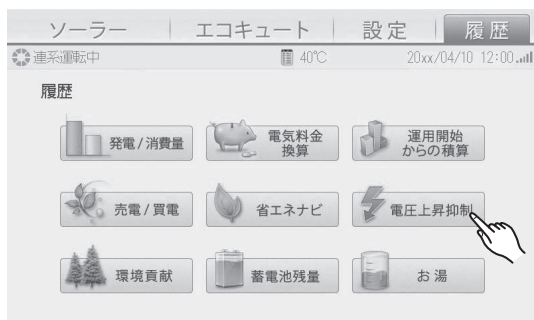 ソーラー エコキュート 設定 履歴
連系運転中 40℃ 20xx/04/10 12:00
履歴
発電/消費量 電気料金換算 運用開始からの積算
売電/買電 省エネナビ 電圧上昇抑制
環境貢献 蓄電池残量 お湯